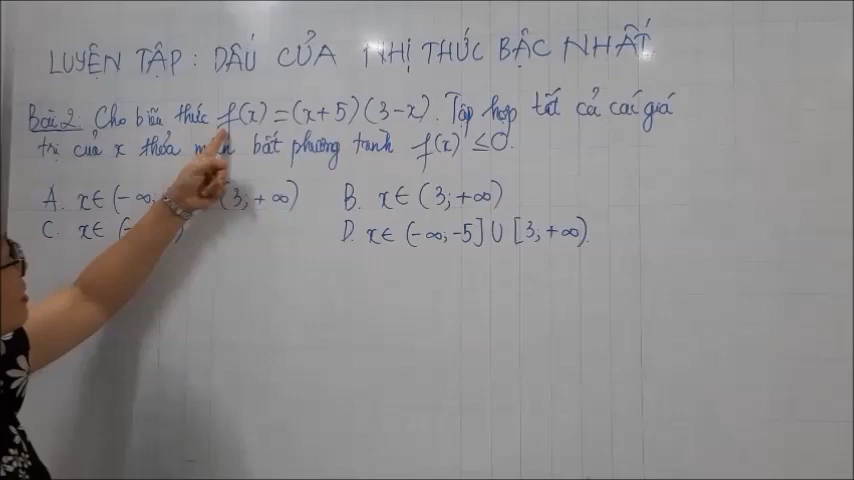 LUYỆN TẬP: DẤU CỦA NHỊ THỨC BẬC NHẤT
Bài 2: Cho biểu thức f(x) = (x+5)(3-x). Tập hợp tất cả các giá
trị của x thỏa mãn bất phương trình f(x) ≤ 0.
A. x ∈ (-∞; (3; +∞) B. x ∈ (3; +∞)
C. x ∈ (- D. x ∈ (-∞; -5] ∪ [3; +∞).